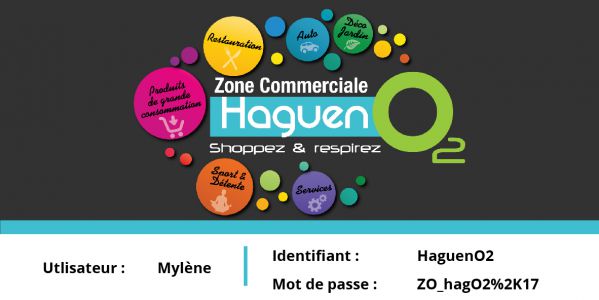 Restauration
Auto
Déco
Jardin
Produits
de grande
consommation
Zone Commerciale
HaguenO2
Shoppez & respirez
Sport &
Détente
Services
Utlisateur : Mylène
Identifiant : HaguenO2
Mot de passe : ZO_hagO2%2K17